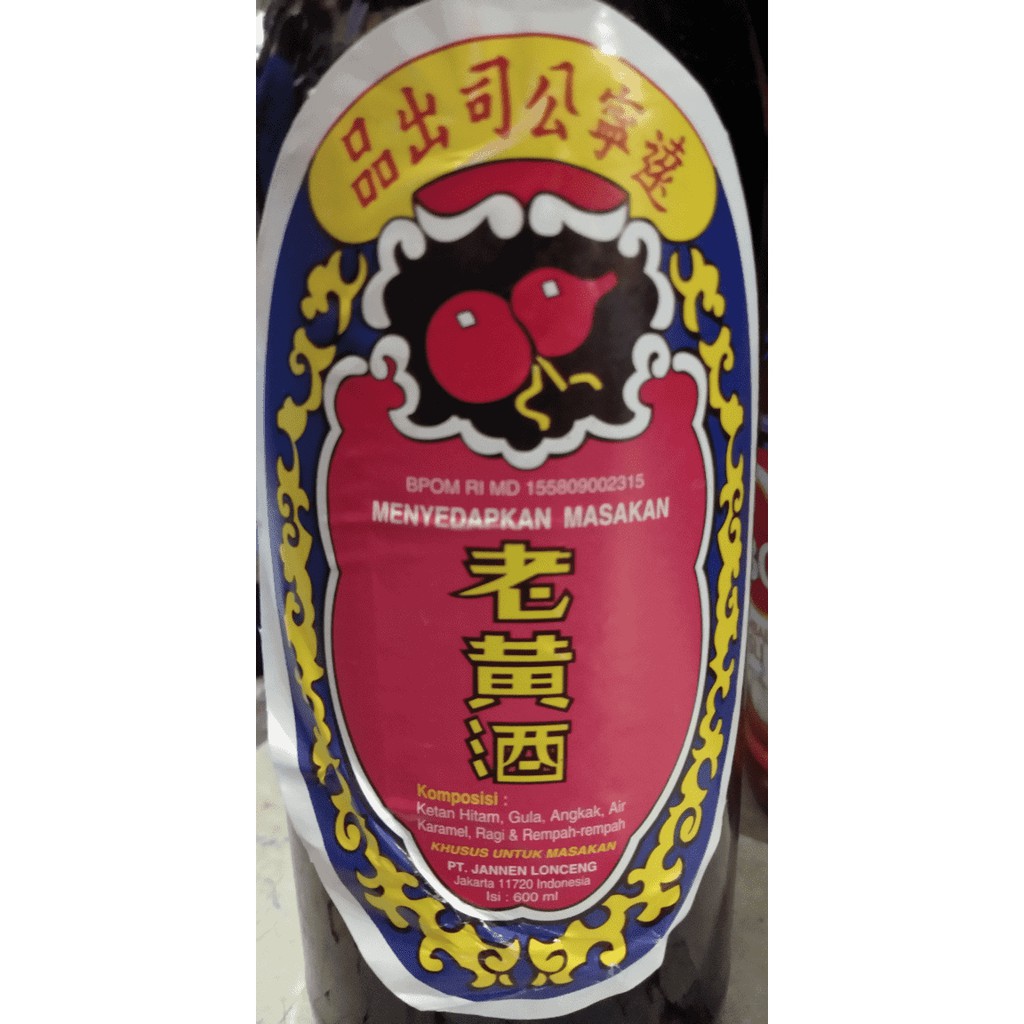 遠寧公司出品
BPOM RI MD 155809002315
MENYEDAPKAN MASAKAN
老黃酒
Komposisi :
Ketan Hitam, Gula, Angkak, Air
Karamel, Ragi & Rempah-rempah
KHUSUS UNTUK MASAKAN
PT. JANNEN LONCENG
Jakarta 11720 Indonesia
Isi : 600 ml